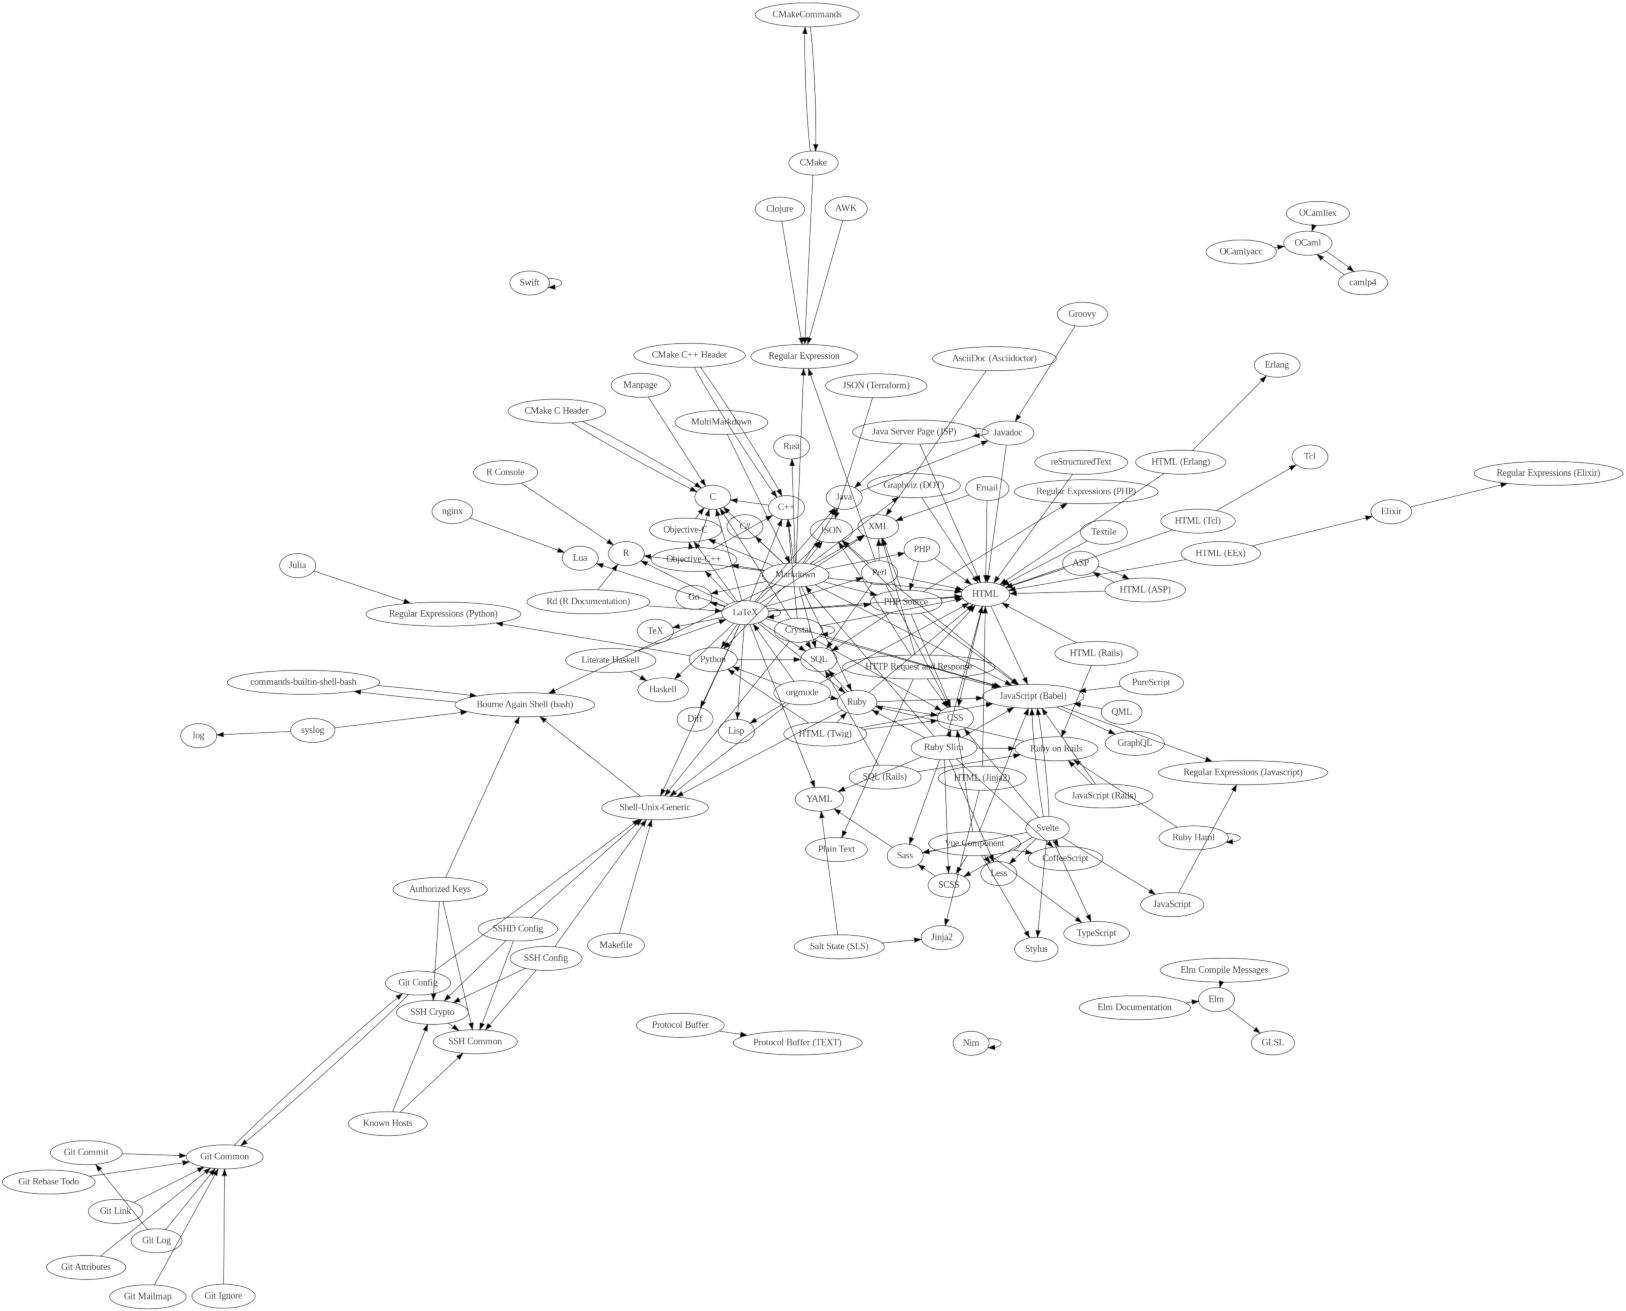 CMakeCommands
CMake
Clojure
AWK
OCamllex
OCaml
OCamlyacc
camlp4
Swift
Groovy
CMake C++ Header
Regular Expression
AsciiDoc (Asciidoctor)
Erlang
Manpage
JSON (Terraform)
CMake C Header
MultiMarkdown
Java Server Page (JSP)
Javadoc
Rust
Tcl
R Console
reStructuredText
HTML (Erlang)
Regular Expressions (Elixir)
Graphviz (DOT)
Email
Regular Expressions (PHP)
C
Java
C++
nginx
Elixir
HTML (Tcl)
Objective-C
C#
JSON
XML
Textile
R
Lua
Objective-C++
PHP
HTML (EEx)
Julia
ASP
Markdown
Perl
HTML
HTML (ASP)
Go
Rd (R Documentation)
PHP Source
Regular Expressions (Python)
LaTeX
TeX
Crystal
Literate Haskell
Python
SQL
HTTP Request and Response
HTML (Rails)
commands-builtin-shell-bash
Haskell
orgmode
PureScript
Bourne Again Shell (bash)
Ruby
JavaScript (Babel)
QML
log
syslog
Diff
Lisp
HTML (Twig)
CSS
GraphQL
Ruby Slim
Ruby on Rails
SQL (Rails)
HTML (Jinja2)
Regular Expressions (Javascript)
Shell-Unix-Generic
YAML
JavaScript (Rails)
Svelte
Ruby Haml
Plain Text
Sass
Vue Component
CoffeeScript
SCSS
Less
Authorized Keys
JavaScript
SSHD Config
Makefile
Salt State (SLS)
Jinja2
Stylus
TypeScript
SSH Config
Elm Compile Messages
Git Config
Elm Documentation
Elm
SSH Crypto
Protocol Buffer
SSH Common
Protocol Buffer (TEXT)
Nim
GLSL
Known Hosts
Git Commit
Git Common
Git Rebase Todo
Git Link
Git Log
Git Attributes
Git Mailmap
Git Ignore